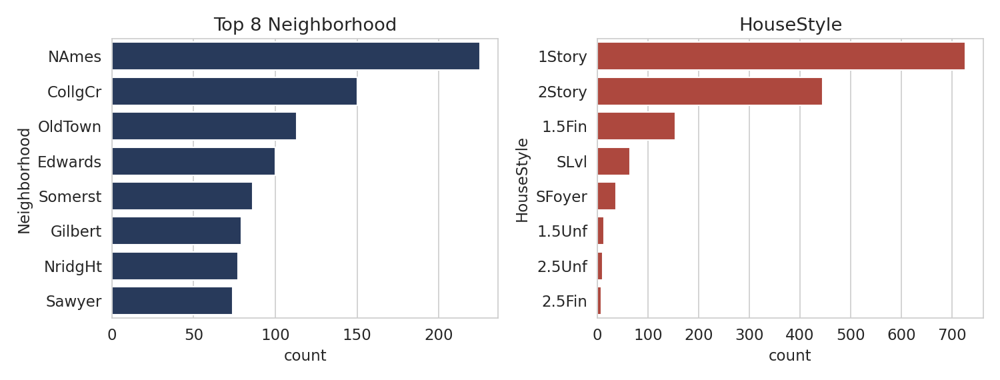 Top 8 Neighborhood
Neighborhood
NAmes
CollgCr
OldTown
Edwards
Somerst
Gilbert
NridgHt
Sawyer
0 50 100 150 200
count
HouseStyle
HouseStyle
1Story
2Story
1.5Fin
SLvl
SFoyer
1.5Unf
2.5Unf
2.5Fin
0 100 200 300 400 500 600 700
count